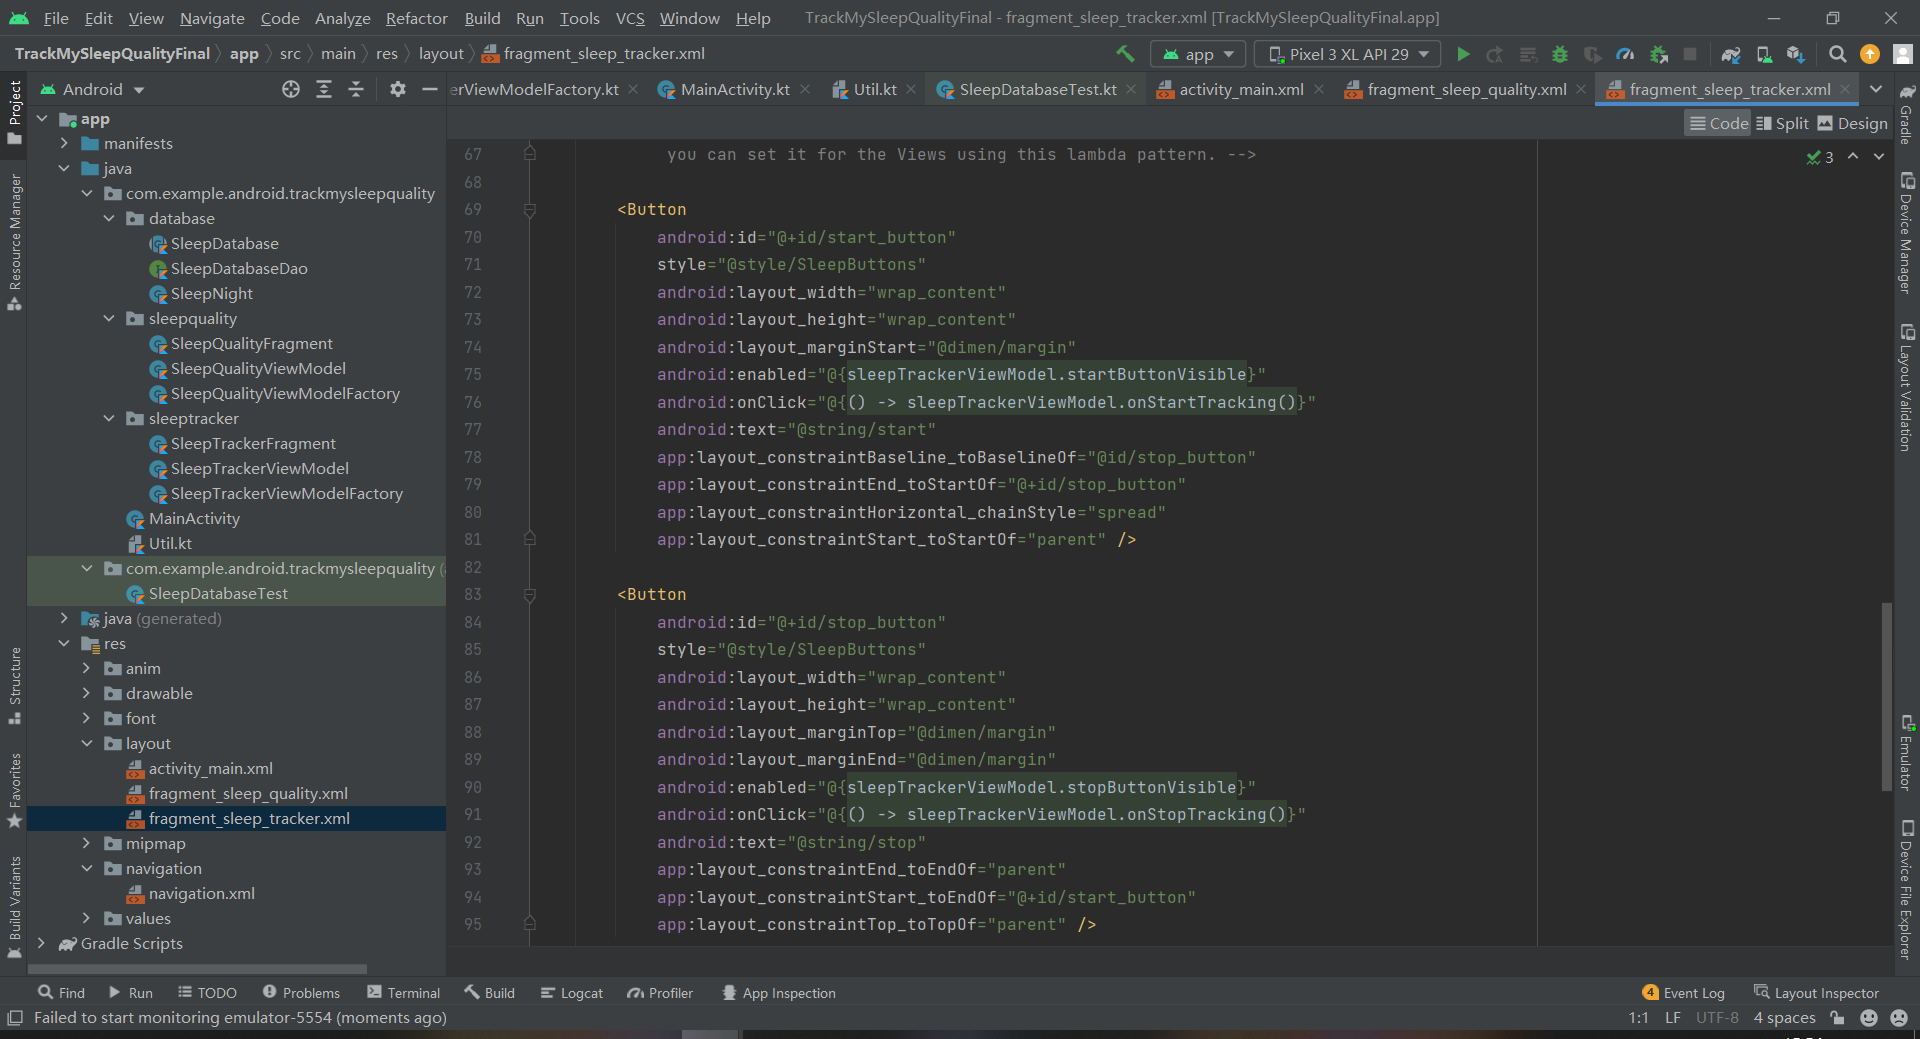 File Edit View Navigate Code Analyze Refactor Build Run Tools VCS Window Help TrackMySleepQualityFinal - fragment_sleep_tracker.xml [TrackMySleepQualityFinal.app]
TrackMySleepQualityFinal app src main res layout fragment_sleep_tracker.xml app Pixel 3 XL API 29
Android erViewModelFactory.kt MainActivity.kt Util.kt SleepDatabaseTest.kt activity_main.xml fragment_sleep_quality.xml fragment_sleep_tracker.xml
Code Split Design
Project
Resource Manager
Structure
Favorites
Build Variants
app
manifests
java
com.example.android.trackmysleepquality
database
SleepDatabase
SleepDatabaseDao
SleepNight
sleepquality
SleepQualityFragment
SleepQualityViewModel
SleepQualityViewModelFactory
sleeptracker
SleepTrackerFragment
SleepTrackerViewModel
SleepTrackerViewModelFactory
MainActivity
Util.kt
com.example.android.trackmysleepquality (
SleepDatabaseTest
java (generated)
res
anim
drawable
font
layout
activity_main.xml
fragment_sleep_quality.xml
fragment_sleep_tracker.xml
mipmap
navigation
navigation.xml
values
Gradle Scripts
67 you can set it for the Views using this lambda pattern. -->
68
69 <Button
70 android:id="@+id/start_button"
71 style="@style/SleepButtons"
72 android:layout_width="wrap_content"
73 android:layout_height="wrap_content"
74 android:layout_marginStart="@dimen/margin"
75 android:enabled="@{sleepTrackerViewModel.startButtonVisible}"
76 android:onClick="@{() -> sleepTrackerViewModel.onStartTracking()}"
77 android:text="@string/start"
78 app:layout_constraintBaseline_toBaselineOf="@id/stop_button"
79 app:layout_constraintEnd_toStartOf="@+id/stop_button"
80 app:layout_constraintHorizontal_chainStyle="spread"
81 app:layout_constraintStart_toStartOf="parent" />
82
83 <Button
84 android:id="@+id/stop_button"
85 style="@style/SleepButtons"
86 android:layout_width="wrap_content"
87 android:layout_height="wrap_content"
88 android:layout_marginTop="@dimen/margin"
89 android:layout_marginEnd="@dimen/margin"
90 android:enabled="@{sleepTrackerViewModel.stopButtonVisible}"
91 android:onClick="@{() -> sleepTrackerViewModel.onStopTracking()}"
92 android:text="@string/stop"
93 app:layout_constraintEnd_toEndOf="parent"
94 app:layout_constraintStart_toEndOf="@+id/start_button"
95 app:layout_constraintTop_toTopOf="parent" />
3
Gradle
Device Manager
Layout Validation
Emulator
Device File Explorer
Find Run TODO Problems Terminal Build Logcat Profiler App Inspection 4 Event Log Layout Inspector
Failed to start monitoring emulator-5554 (moments ago) 1:1 LF UTF-8 4 spaces